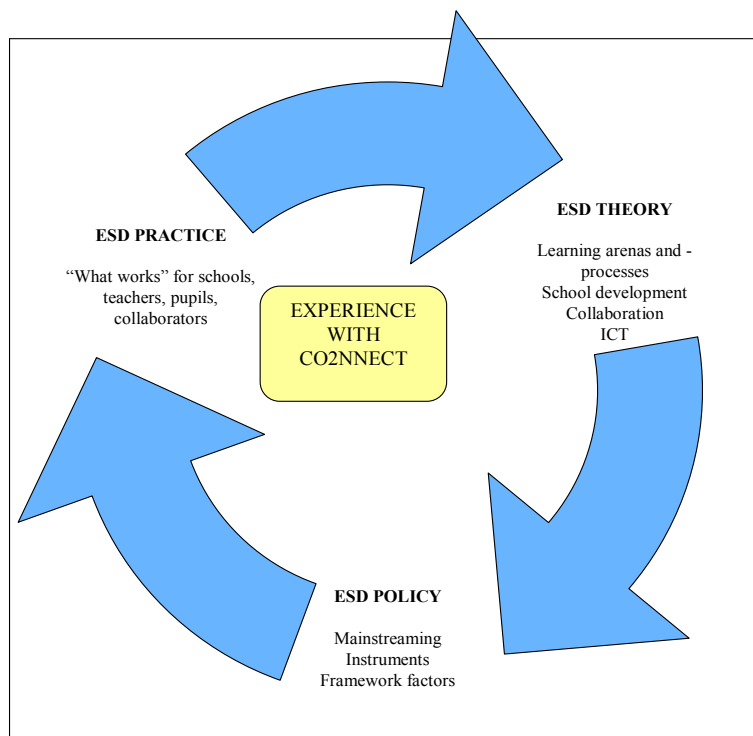 ESD PRACTICE
“What works” for schools,
teachers, pupils,
collaborators
ESD THEORY
Learning arenas and -
processes
School development
Collaboration
ICT
EXPERIENCE
WITH
CO2NNECT
ESD POLICY
Mainstreaming
Instruments
Framework factors